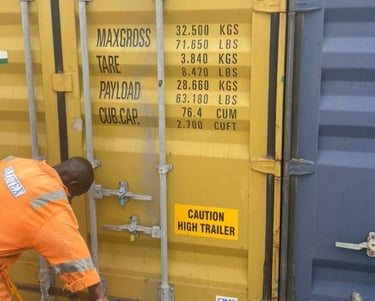 MAXGROSS 32.500 KGS
71.650 LBS
TARE 3.840 KGS
8.470 LBS
PAYLOAD 28.660 KGS
63.180 LBS
CUB.CAP. 76.4 CUM
2.700 CUFT
CAUTION
HIGH TRAILER